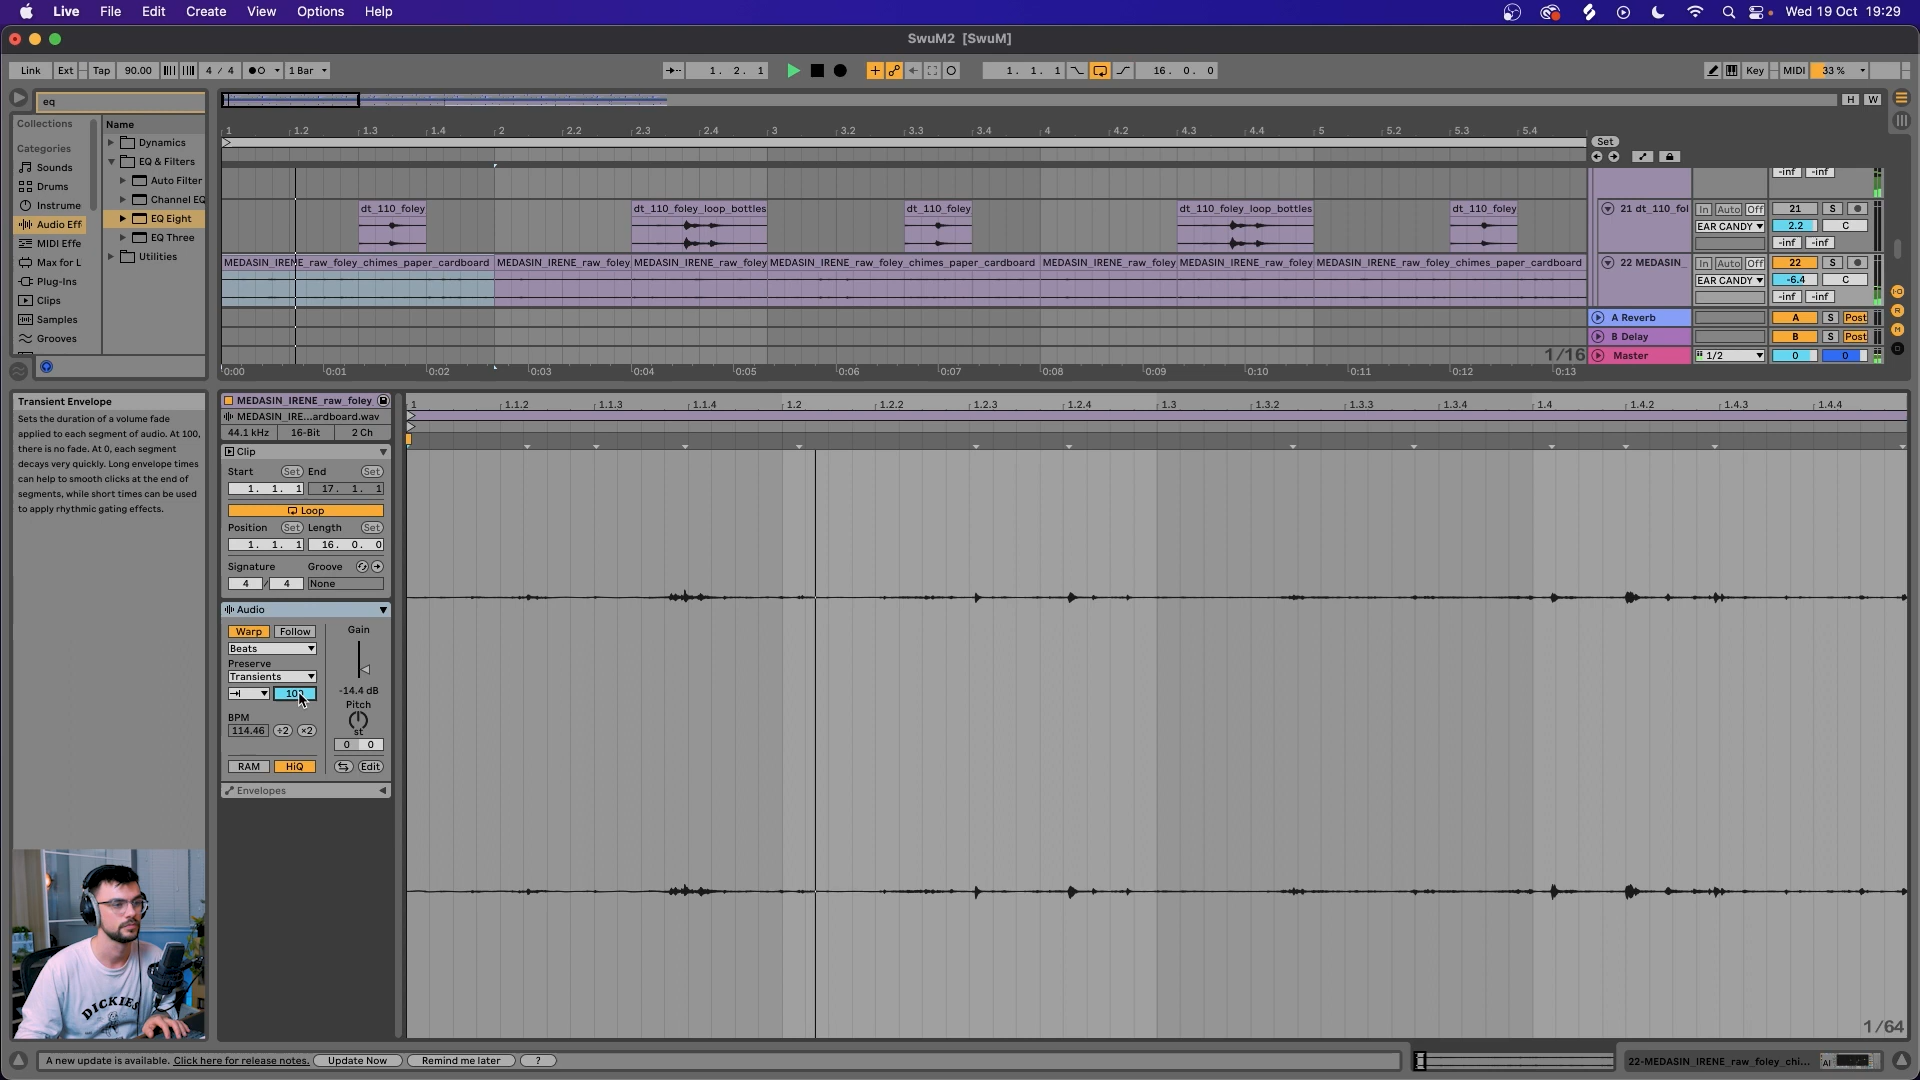 Live File Edit Create View Options Help Wed 19 Oct 19:29
SwuM2 [SwuM]
Link Ext Tap 90.00 4 / 4 1 Bar 1. 2. 1 1. 1. 1 16. 0. 0 Key MIDI 33 %
eq H W
Collections
Categories
Sounds
Drums
Instrume
Audio Eff
MIDI Effe
Max for L
Plug-Ins
Clips
Samples
Grooves
Name
Dynamics
EQ & Filters
Auto Filter
Channel EQ
EQ Eight
EQ Three
Utilities
1 1.2 1.3 1.4 2 2.2 2.3 2.4 3 3.2 3.3 3.4 4 4.2 4.3 4.4 5 5.2 5.3 5.4
Set
-inf -inf
dt_110_foley dt_110_foley_loop_bottles dt_110_foley dt_110_foley_loop_bottles dt_110_foley
21 dt_110_fol In Auto Off 21 S
EAR CANDY 2.2 C
-inf -inf
MEDASIN_IRENE_raw_foley_chimes_paper_cardboard MEDASIN_IRENE_raw_foley MEDASIN_IRENE_raw_foley MEDASIN_IRENE_raw_foley_chimes_paper_cardboard MEDASIN_IRENE_raw_foley MEDASIN_IRENE_raw_foley MEDASIN_IRENE_raw_foley_chimes_paper_cardboard
22 MEDASIN_ In Auto Off 22 S
EAR CANDY -6.4 C
-inf -inf
A Reverb A S Post
B Delay B S Post
1/16 Master 1/2 0 0
0:00 0:01 0:02 0:03 0:04 0:05 0:06 0:07 0:08 0:09 0:10 0:11 0:12 0:13
Transient Envelope
Sets the duration of a volume fade
applied to each segment of audio. At 100,
there is no fade. At 0, each segment
decays very quickly. Long envelope times
can help to smooth clicks at the end of
segments, while short times can be used
to apply rhythmic gating effects.
MEDASIN_IRENE_raw_foley
MEDASIN_IRE...ardboard.wav
44.1 kHz 16-Bit 2 Ch
Clip
Start Set End Set
1. 1. 1 17. 1. 1
Loop
Position Set Length Set
1. 1. 1 16. 0. 0
Signature Groove
4 / 4 None
Audio
Warp Follow Gain
Beats
Preserve
Transients
100 -14.4 dB
Pitch
BPM st
114.46 ÷2 ×2
0 0
RAM HiQ Edit
Envelopes
1 1.1.2 1.1.3 1.1.4 1.2 1.2.2 1.2.3 1.2.4 1.3 1.3.2 1.3.3 1.3.4 1.4 1.4.2 1.4.3 1.4.4
1/64
DICKIES
A new update is available. Click here for release notes. Update Now Remind me later ?
22-MEDASIN_IRENE_raw_foley_chi...